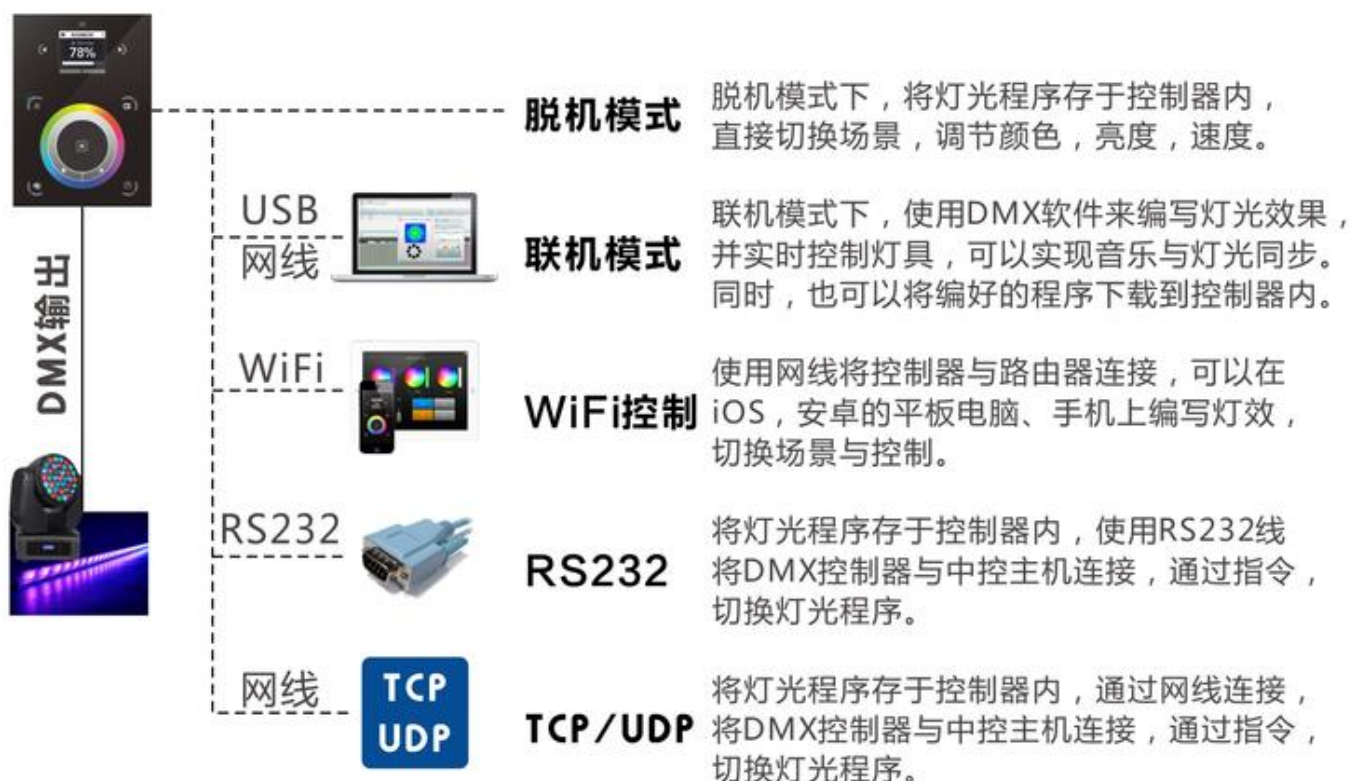 78%
脱机模式
脱机模式下，将灯光程序存于控制器内，
直接切换场景，调节颜色，亮度，速度。
DMX输出
USB
网线
联机模式
联机模式下，使用DMX软件来编写灯光效果，
并实时控制灯具，可以实现音乐与灯光同步。
同时，也可以将编好的程序下载到控制器内。
WiFi
WiFi控制
使用网线将控制器与路由器连接，可以在
iOS，安卓的平板电脑、手机上编写灯效，
切换场景与控制。
RS232
RS232
将灯光程序存于控制器内，使用RS232线
将DMX控制器与中控主机连接，通过指令，
切换灯光程序。
网线
TCP
UDP
TCP/UDP
将灯光程序存于控制器内，通过网线连接，
将DMX控制器与中控主机连接，通过指令，
切换灯光程序。